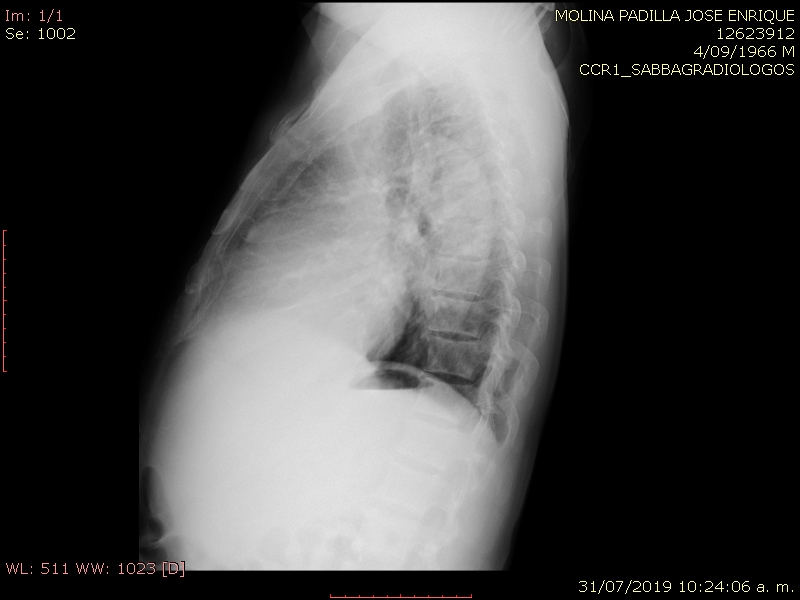 Im: 1/1
Se: 1002
MOLINA PADILLA JOSE ENRIQUE
12623912
4/09/1966 M
CCR1_SABBAGRADIOLOGOS
WL: 511 WW: 1023 [D]
31/07/2019 10:24:06 a. m.